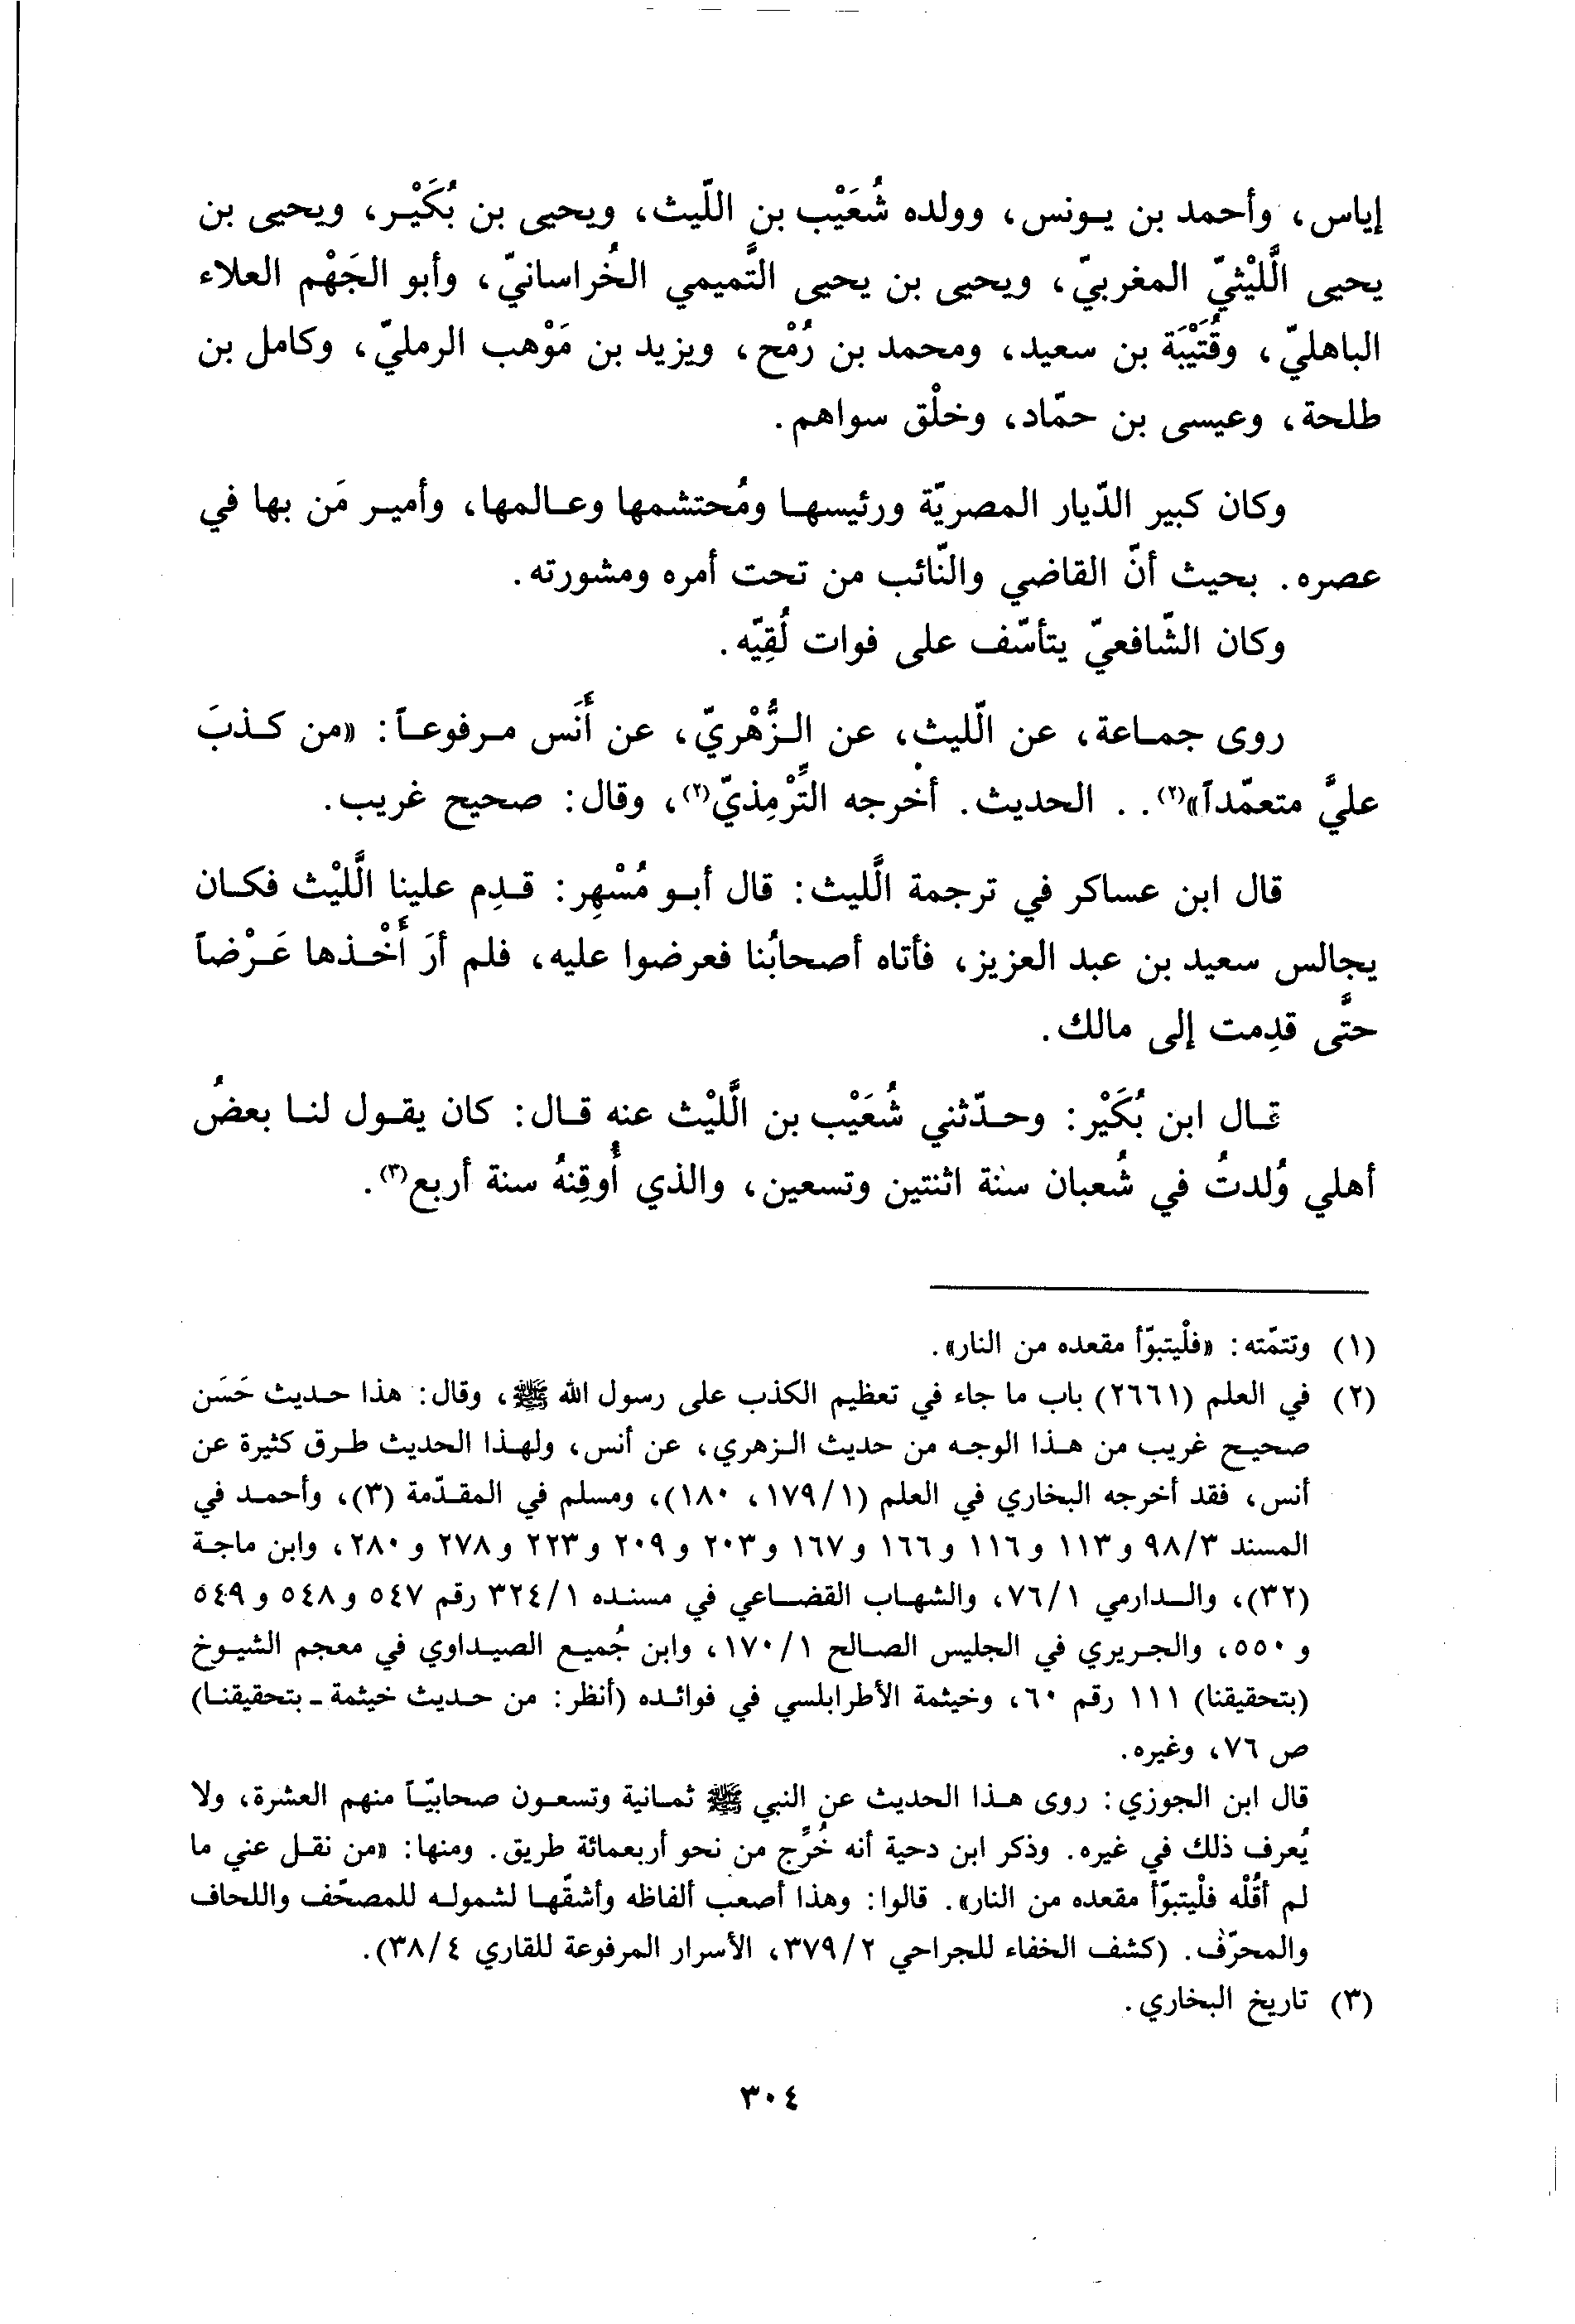 إياس، وأحمد بن يونس، وولده شُعَيْب بن اللّيث، ويحيى بن بُكَيْر، ويحيى بن
يحيى الَّليْثيّ المغربيّ، ويحيى بن يحيى التَّميمي الخُراسانيّ، وأبو الجَهْم العلاء
الباهليّ، وقُتَيْبَة بن سعيد، ومحمد بن رُمْح، ويزيد بن مَوْهب الرمليّ، وكامل بن
طلحة، وعيسى بن حمّاد، وخلْق سواهم.
وكان كبير الدّيار المصريّة ورئيسها ومُحتشمها وعالمها، وأمير مَن بها في
عصره. بحيث أنّ القاضي والنّائب من تحت أمره ومشورته.
وكان الشّافعيّ يتأسّف على فوات لُقِيّه.
روى جماعة، عن الّليث، عن الزُّهْريّ، عن أَنَس مرفوعاً: «من كذبَ
عليَّ متعمّداً»(٢). . الحديث. أخرجه التِّرْمِذيّ(٢)، وقال: صحيح غريب.
قال ابن عساكر في ترجمة الَّليث: قال أبو مُسْهِر: قدِم علينا الَّليْث فكان
يجالس سعيد بن عبد العزيز، فأتاه أصحابُنا فعرضوا عليه، فلم أرَ أَخْذها عَرْضاً
حتَّى قدِمت إلى مالك.
قال ابن بُكَيْر: وحدّثني شُعَيْب بن الَّليْث عنه قال: كان يقول لنا بعضُ
أهلي وُلدتُ في شُعبان سنة اثنتين وتسعين، والذي أُوقِنهُ سنة أربع(٣).
(١) وتتمّته: «فلْيتبوّأ مقعده من النار».
(٢) في العلم (٢٦٦١) باب ما جاء في تعظيم الكذب على رسول الله ﷺ، وقال: هذا حديث حَسَن
صحيح غريب من هذا الوجه من حديث الزهري، عن أنس، ولهذا الحديث طرق كثيرة عن
أنس، فقد أخرجه البخاري في العلم (١/١٧٩، ١٨٠)، ومسلم في المقدّمة (٣)، وأحمد في
المسند ٣/٩٨ و١١٣ و١١٦ و١٦٦ و١٦٧ و٢٠٣ و٢٠٩ و٢٢٣ و٢٧٨ و٢٨٠، وابن ماجة
(٣٢)، والدارمي ١/٧٦، والشهاب القضاعي في مسنده ١/٣٢٤ رقم ٥٤٧ و٥٤٨ و٥٤٩
و٥٥٠، والجريري في الجليس الصالح ١/١٧٠، وابن جُميع الصيداوي في معجم الشيوخ
(بتحقيقنا) ١١١ رقم ٦٠، وخيثمة الأطرابلسي في فوائده (أنظر: من حديث خيثمة - بتحقيقنا)
ص ٧٦، وغيره.
قال ابن الجوزي: روى هذا الحديث عن النبي ﷺ ثمانية وتسعون صحابيّاً منهم العشرة، ولا
يُعرف ذلك في غيره. وذكر ابن دحية أنه خُرِّج من نحو أربعمائة طريق. ومنها: «من نقل عني ما
لم أقُلْه فلْيتبوّأ مقعده من النار». قالوا: وهذا أصعب ألفاظه وأشقّها لشموله للمصحّف واللحاف
والمحرّف. (كشف الخفاء للجراحي ٢/٣٧٩، الأسرار المرفوعة للقاري ٤/٣٨).
(٣) تاريخ البخاري.
٣٠٤